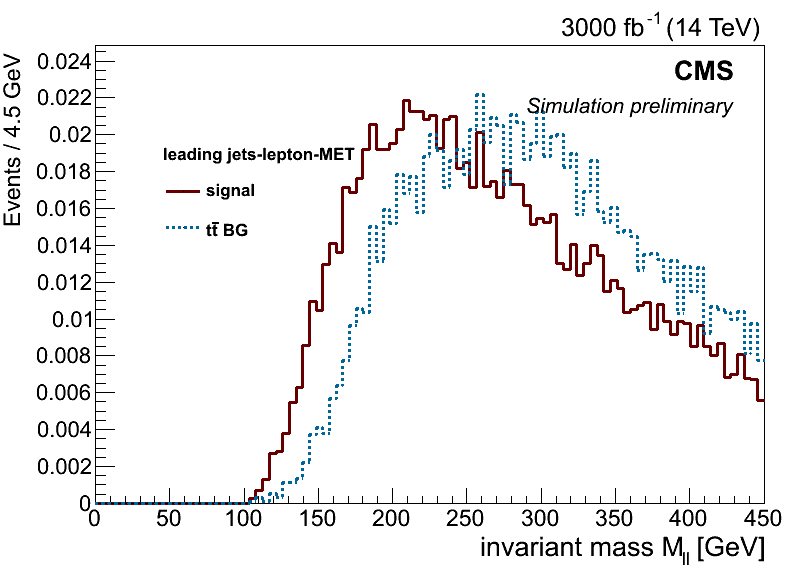 3000 fb⁻¹ (14 TeV)
CMS
Simulation preliminary
Events / 4.5 GeV
0.024
0.022
0.02
0.018
0.016
0.014
0.012
0.01
0.008
0.006
0.004
0.002
0
leading jets-lepton-MET
signal
tt̄ BG
0 50 100 150 200 250 300 350 400 450
invariant mass M_ll [GeV]